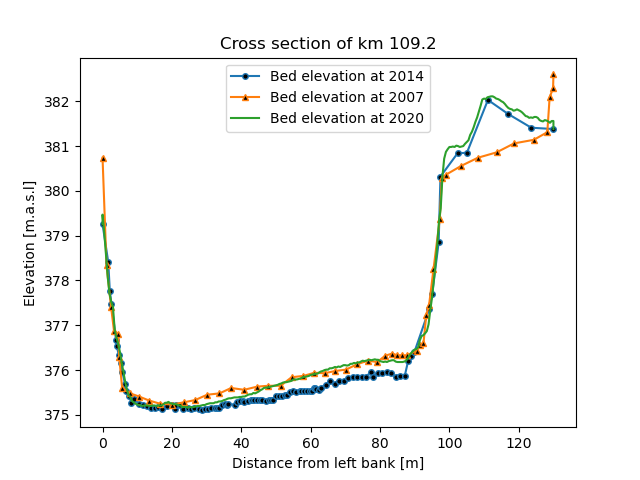 Cross section of km 109.2
Bed elevation at 2014
Bed elevation at 2007
Bed elevation at 2020
Elevation [m.a.s.l]
382
381
380
379
378
377
376
375
0 20 40 60 80 100 120
Distance from left bank [m]